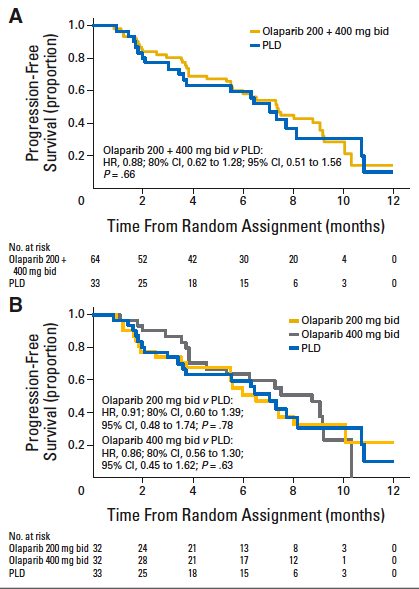 A
Progression-Free
Survival (proportion)
1.0
0.8
0.6
0.4
0.2
0
2
4
6
8
10
12
Olaparib 200 + 400 mg bid
PLD
Olaparib 200 + 400 mg bid v PLD:
HR, 0.88; 80% CI, 0.62 to 1.28; 95% CI, 0.51 to 1.56
P = .66
Time From Random Assignment (months)
No. at risk
Olaparib 200 + 64 52 42 30 20 4 0
400 mg bid
PLD 33 25 18 15 6 3 0
B
Progression-Free
Survival (proportion)
1.0
0.8
0.6
0.4
0.2
0
2
4
6
8
10
12
Olaparib 200 mg bid
Olaparib 400 mg bid
PLD
Olaparib 200 mg bid v PLD:
HR, 0.91; 80% CI, 0.60 to 1.39;
95% CI, 0.48 to 1.74; P = .78
Olaparib 400 mg bid v PLD:
HR, 0.86; 80% CI, 0.56 to 1.30;
95% CI, 0.45 to 1.62; P = .63
Time From Random Assignment (months)
No. at risk
Olaparib 200 mg bid 32 24 21 13 8 3 0
Olaparib 400 mg bid 32 28 21 17 12 1 0
PLD 33 25 18 15 6 3 0